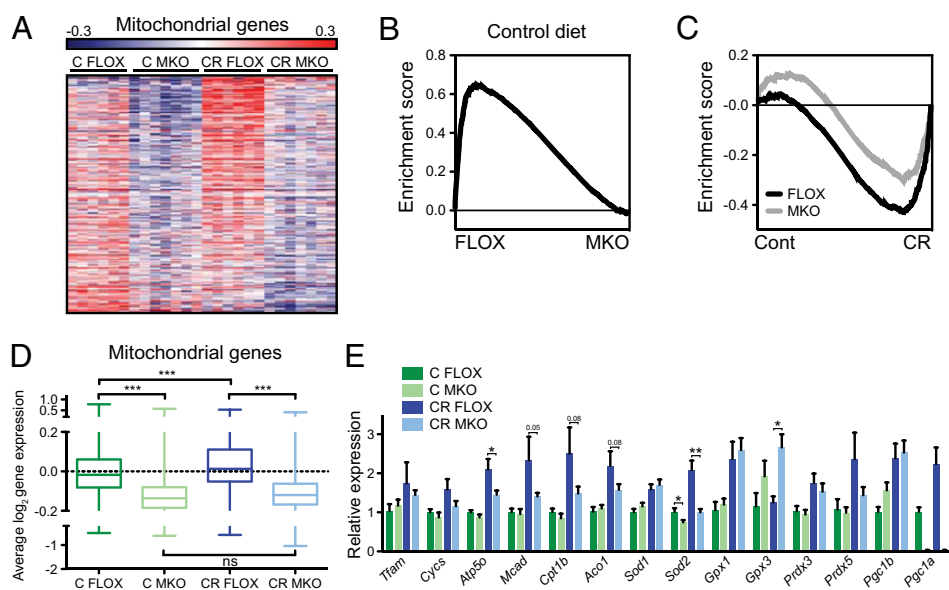 A
Mitochondrial genes
-0.3 0.3
C FLOX C MKO CR FLOX CR MKO
B
Control diet
Enrichment score
0.8
0.6
0.4
0.2
0.0
FLOX MKO
C
Enrichment score
0.2
-0.0
-0.2
-0.4
FLOX
MKO
Cont CR
D
Mitochondrial genes
Average log2 gene expression
1.0
0.5
0.2
0.0
-0.2
-1
-2
***
***
***
ns
C FLOX C MKO CR FLOX CR MKO
E
C FLOX
C MKO
CR FLOX
CR MKO
Relative expression
3
2
1
0
* 0.05 0.08 0.08 * ** *
Tfam Cycs Atp5o Mcad Cpt1b Aco1 Sod1 Sod2 Gpx1 Gpx3 Prdx3 Prdx5 Pgc1b Pgc1a